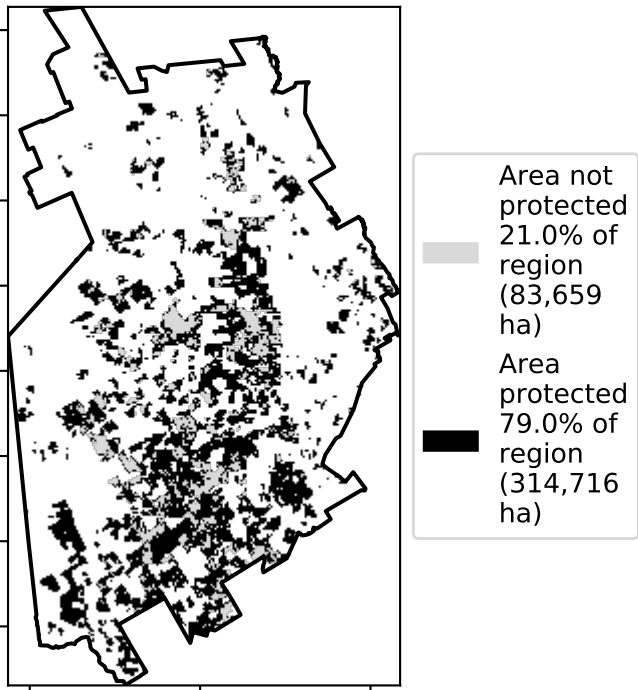 Area not
protected
21.0% of
region
(83,659
ha)
Area
protected
79.0% of
region
(314,716
ha)